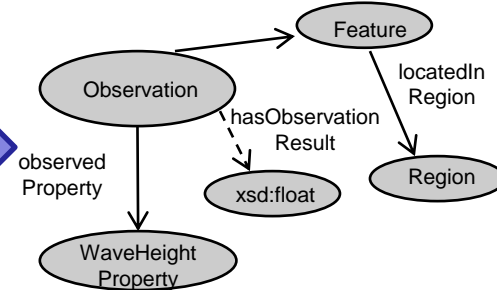 Feature
Observation
locatedIn
Region
hasObservation
Result
observed
Property
xsd:float
Region
WaveHeight
Property